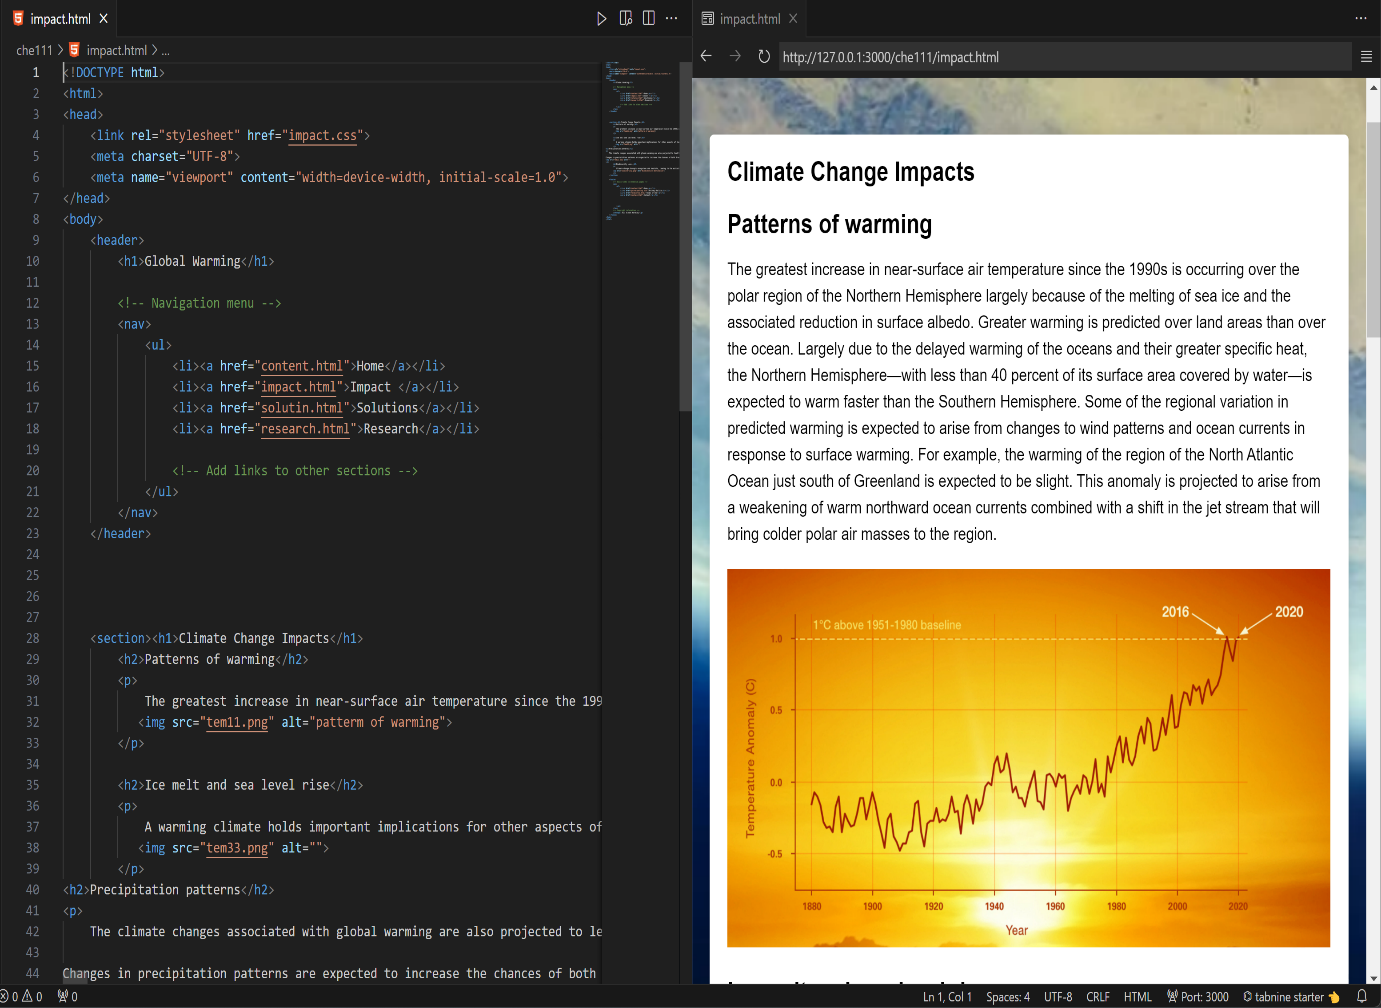 impact.html
che111 > impact.html > ...
1 <!DOCTYPE html>
2 <html>
3 <head>
4 <link rel="stylesheet" href="impact.css">
5 <meta charset="UTF-8">
6 <meta name="viewport" content="width=device-width, initial-scale=1.0">
7 </head>
8 <body>
9 <header>
10 <h1>Global Warming</h1>
11
12 <!-- Navigation menu -->
13 <nav>
14 <ul>
15 <li><a href="content.html">Home</a></li>
16 <li><a href="impact.html">Impact </a></li>
17 <li><a href="solutin.html">Solutions</a></li>
18 <li><a href="research.html">Research</a></li>
19
20 <!-- Add links to other sections -->
21 </ul>
22 </nav>
23 </header>
24
25
26
27
28 <section><h1>Climate Change Impacts</h1>
29 <h2>Patterns of warming</h2>
30 <p>
31 The greatest increase in near-surface air temperature since the 199
32 <img src="tem11.png" alt="patterm of warming">
33 </p>
34
35 <h2>Ice melt and sea level rise</h2>
36 <p>
37 A warming climate holds important implications for other aspects of
38 <img src="tem33.png" alt="">
39 </p>
40 <h2>Precipitation patterns</h2>
41 <p>
42 The climate changes associated with global warming are also projected to le
43
44 Changes in precipitation patterns are expected to increase the chances of both
impact.html
http://127.0.0.1:3000/che111/impact.html
Climate Change Impacts
Patterns of warming
The greatest increase in near-surface air temperature since the 1990s is occurring over the
polar region of the Northern Hemisphere largely because of the melting of sea ice and the
associated reduction in surface albedo. Greater warming is predicted over land areas than over
the ocean. Largely due to the delayed warming of the oceans and their greater specific heat,
the Northern Hemisphere—with less than 40 percent of its surface area covered by water—is
expected to warm faster than the Southern Hemisphere. Some of the regional variation in
predicted warming is expected to arise from changes to wind patterns and ocean currents in
response to surface warming. For example, the warming of the region of the North Atlantic
Ocean just south of Greenland is expected to be slight. This anomaly is projected to arise from
a weakening of warm northward ocean currents combined with a shift in the jet stream that will
bring colder polar air masses to the region.
2016 2020
1°C above 1951-1980 baseline
1.0
0.5
0.0
-0.5
Temperature Anomaly (C)
1880 1900 1920 1940 1960 1980 2000 2020
Year
0 0 0
Ln 1, Col 1 Spaces: 4 UTF-8 CRLF HTML Port: 3000 tabnine starter